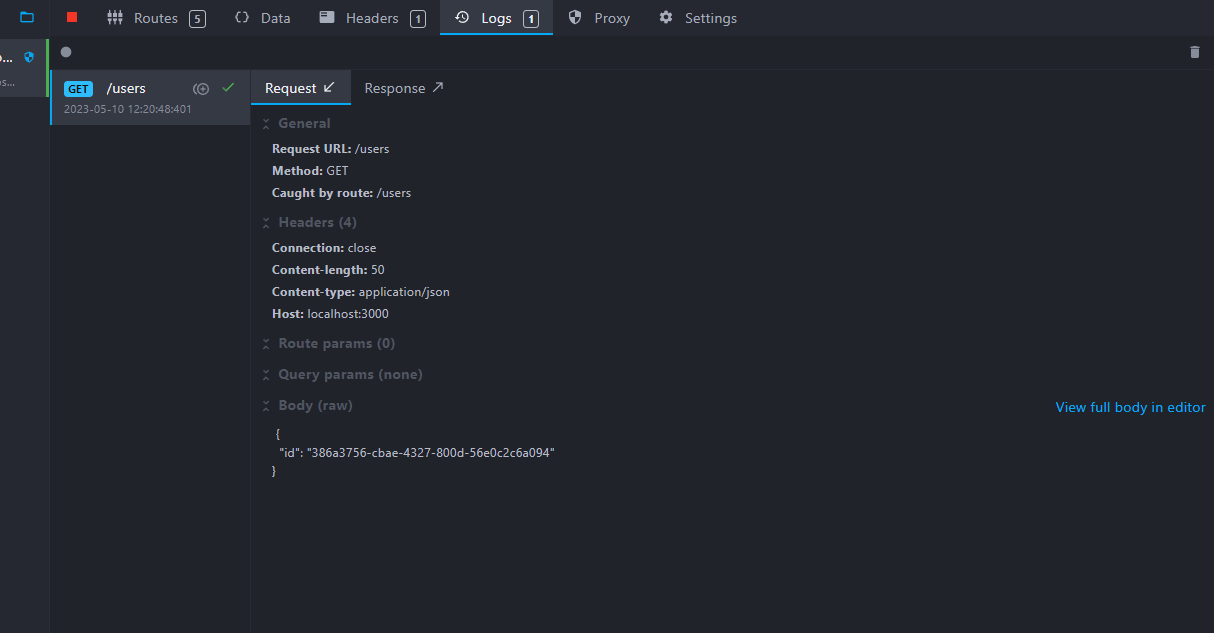 Routes 5 Data Headers 1 Logs 1 Proxy Settings
o...
os...
GET /users
2023-05-10 12:20:48:401
Request Response
General
Request URL: /users
Method: GET
Caught by route: /users
Headers (4)
Connection: close
Content-length: 50
Content-type: application/json
Host: localhost:3000
Route params (0)
Query params (none)
Body (raw)
View full body in editor
{
"id": "386a3756-cbae-4327-800d-56e0c2c6a094"
}